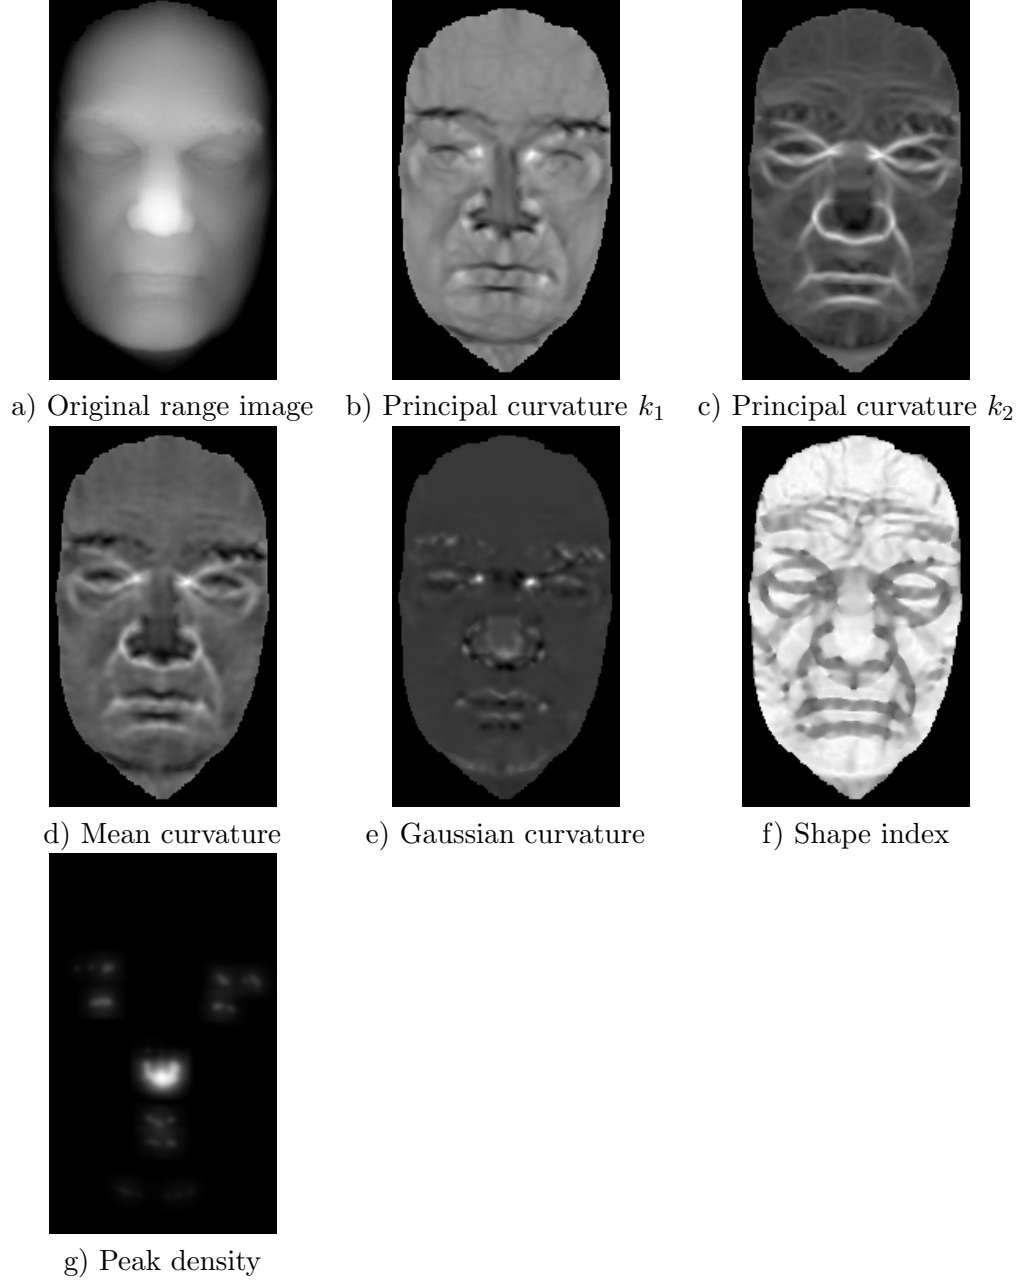 a) Original range image b) Principal curvature k₁ c) Principal curvature k₂
d) Mean curvature e) Gaussian curvature f) Shape index
g) Peak density